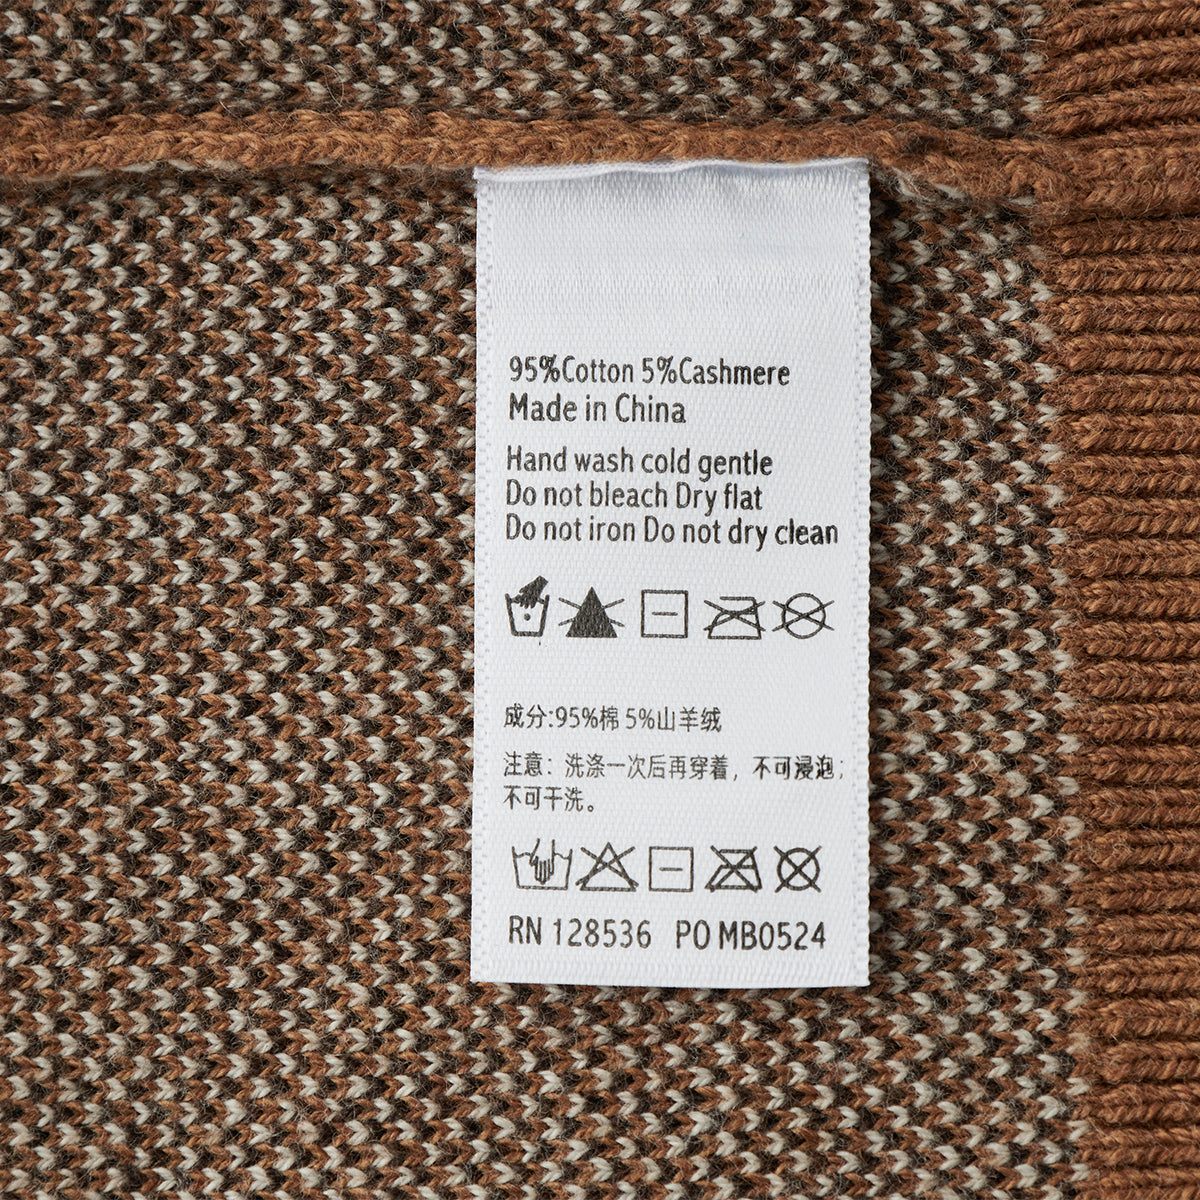 95%Cotton 5%Cashmere
Made in China
Hand wash cold gentle
Do not bleach Dry flat
Do not iron Do not dry clean
成分:95%棉 5%山羊绒
注意：洗涤一次后再穿着，不可浸泡；
不可干洗。
RN 128536 PO MB0524